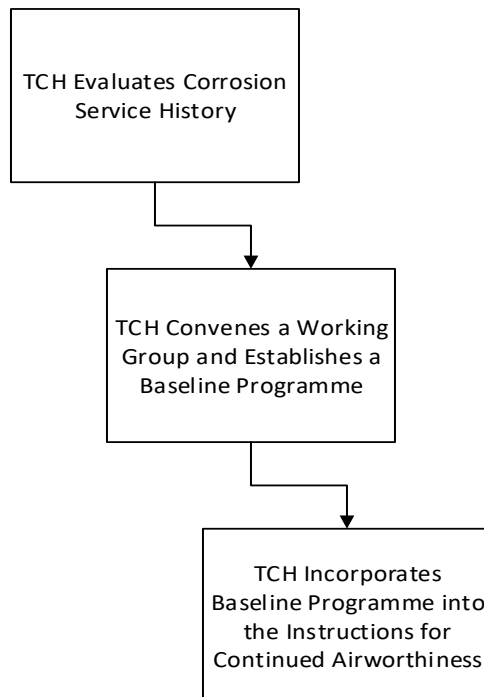 TCH Evaluates Corrosion
Service History
TCH Convenes a Working
Group and Establishes a
Baseline Programme
TCH Incorporates
Baseline Programme into
the Instructions for
Continued Airworthiness